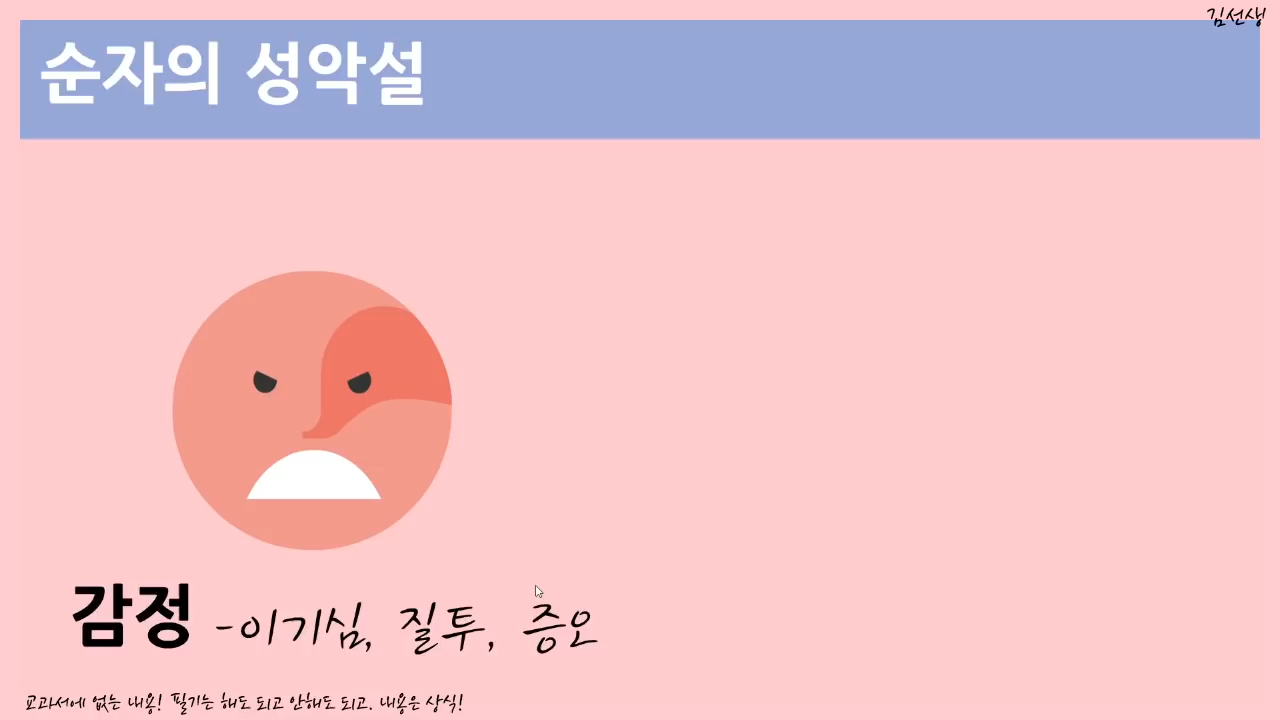 김선생
순자의 성악설
감정 -이기심, 질투, 증오
교과서에 없는 내용! 필기는 해도 되고 안해도 되고. 내용은 상식!